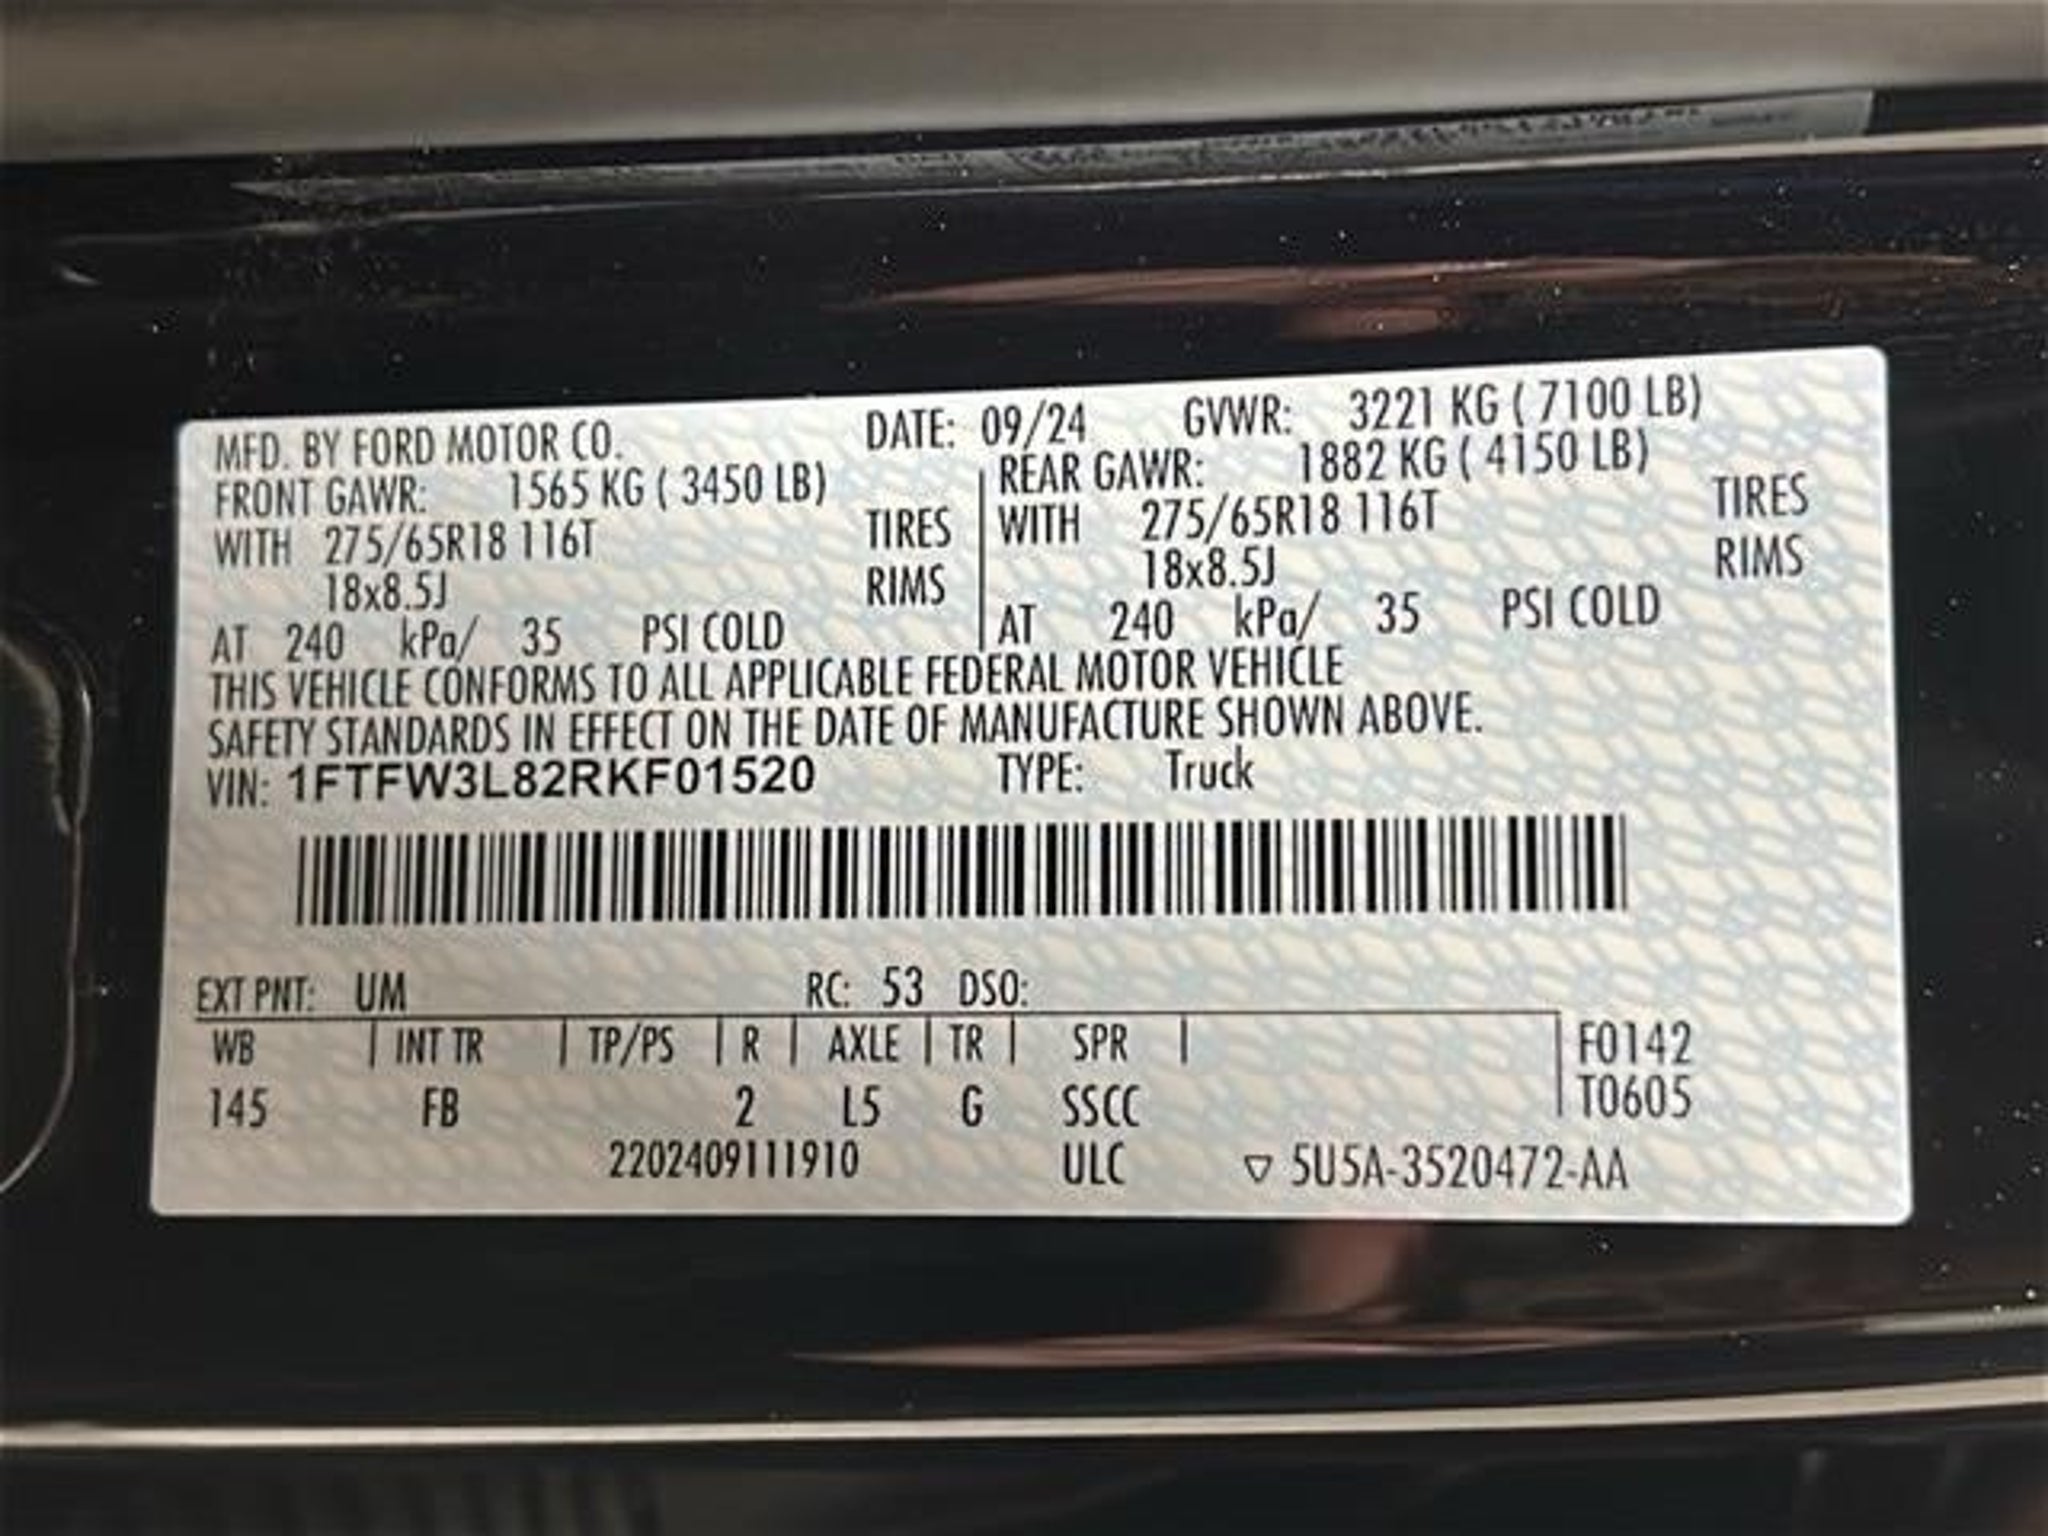 MFD. BY FORD MOTOR CO. DATE: 09/24 GVWR: 3221 KG ( 7100 LB)
FRONT GAWR: 1565 KG ( 3450 LB) REAR GAWR: 1882 KG ( 4150 LB)
WITH 275/65R18 116T TIRES WITH 275/65R18 116T TIRES
18x8.5J RIMS 18x8.5J RIMS
AT 240 kPa/ 35 PSI COLD AT 240 kPa/ 35 PSI COLD
THIS VEHICLE CONFORMS TO ALL APPLICABLE FEDERAL MOTOR VEHICLE
SAFETY STANDARDS IN EFFECT ON THE DATE OF MANUFACTURE SHOWN ABOVE.
VIN: 1FTFW3L82RKF01520 TYPE: Truck
EXT PNT: UM RC: 53 DSO:
WB INT TR TP/PS R AXLE TR SPR F0142
145 FB 2 L5 G SSCC T0605
2202409111910 ULC ▽ 5U5A-3520472-AA